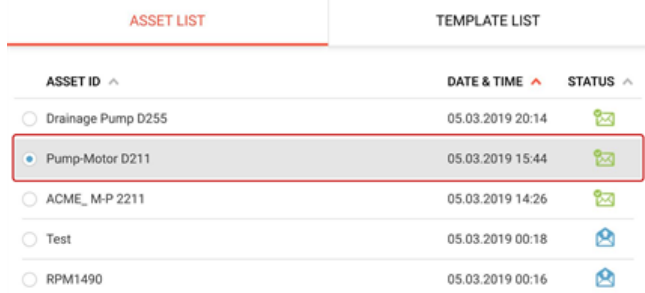 ASSET LIST TEMPLATE LIST
ASSET ID DATE & TIME STATUS
Drainage Pump D255 05.03.2019 20:14
Pump-Motor D211 05.03.2019 15:44
ACME_ M-P 2211 05.03.2019 14:26
Test 05.03.2019 00:18
RPM1490 05.03.2019 00:16